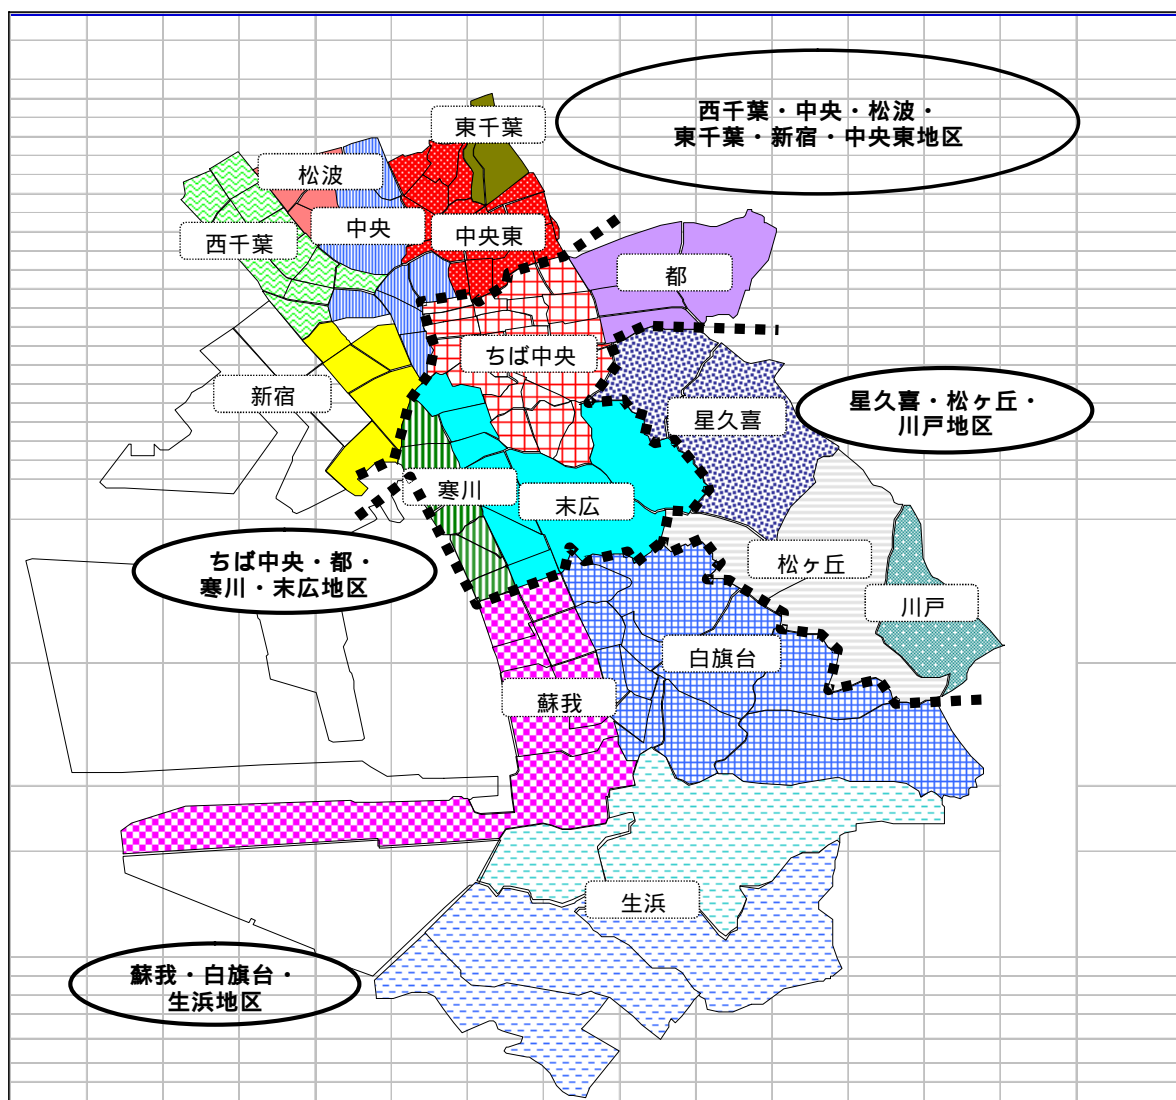 西千葉・中央・松波・
東千葉・新宿・中央東地区
東千葉
松波
中央
中央東
西千葉
都
ちば中央
新宿
星久喜
星久喜・松ヶ丘・
川戸地区
寒川
末広
ちば中央・都・
寒川・末広地区
松ヶ丘
川戸
白旗台
蘇我
生浜
蘇我・白旗台・
生浜地区